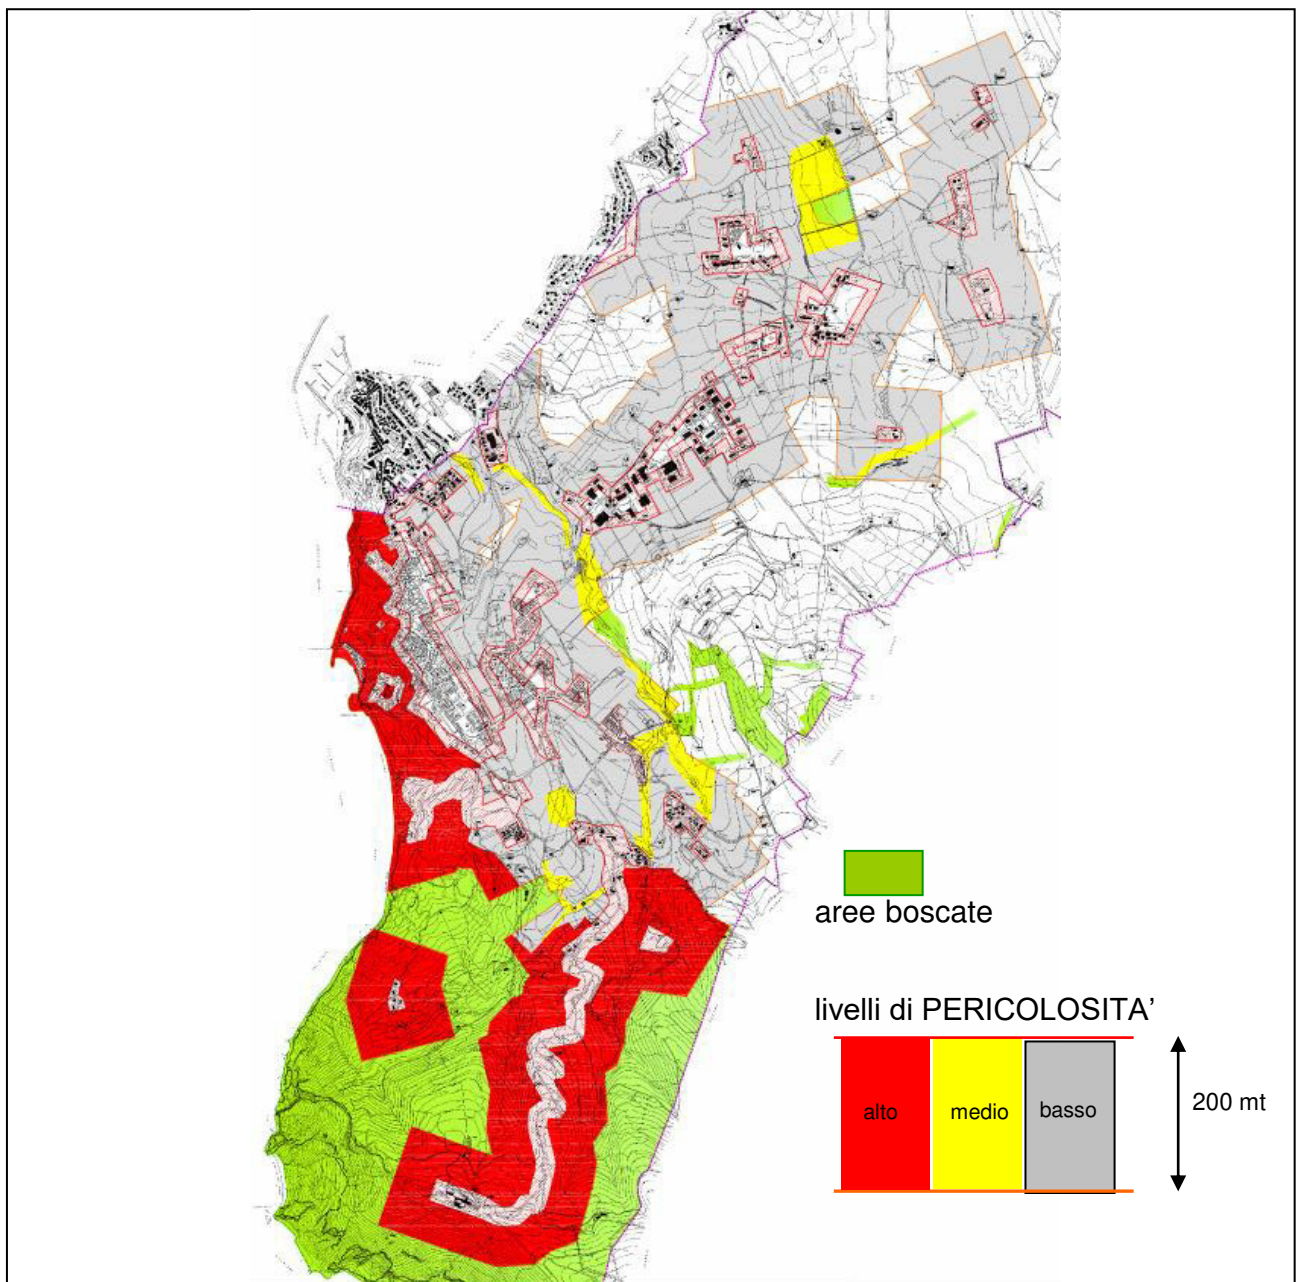 aree boscate
livelli di PERICOLOSITA’
alto
medio
basso
200 mt